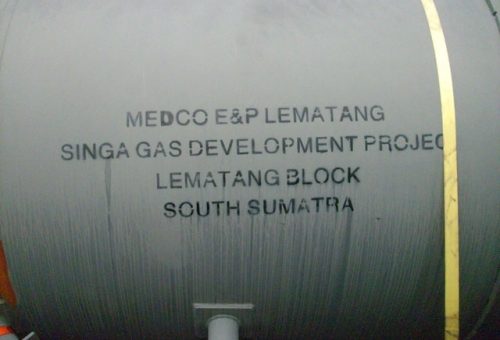 MEDCO E&P LEMATANG
SINGA GAS DEVELOPMENT PROJEC
LEMATANG BLOCK
SOUTH SUMATRA